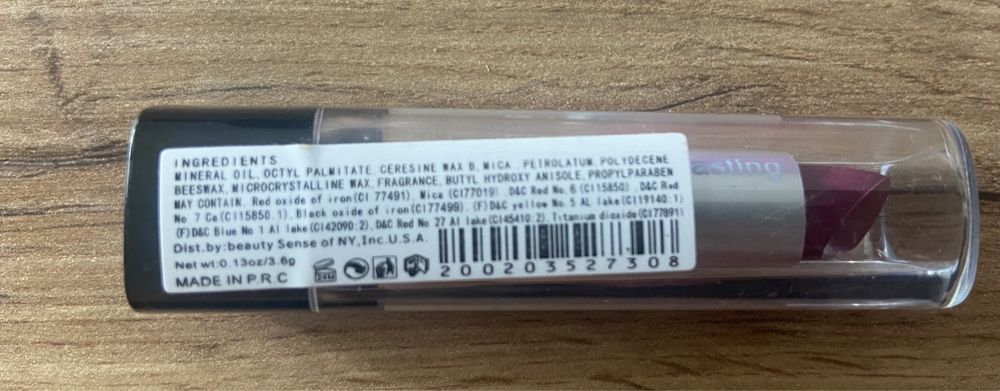 INGREDIENTS
MINERAL OIL, OCTYL PALMITATE, CERESINE WAX B, MICA , PETROLATUM, POLYDECENE
BEESWAX, MICROCRYSTALLINE WAX, FRAGRANCE, BUTYL HYDROXY ANISOLE, PROPYLPARABEN
MAY CONTAIN. Red oxide of iron(CI 77491), Mica (CI77019), D&C Red No.6 (CI15850), D&C Red
No 7 Ca(CI15850.1), Black oxide of iron(CI77499), (F)D&C yellow No.5 AL lake(CI19140:1)
(F)D&C Blue No 1 Al lake(CI42090:2), D&C Red No 27 Al lake(CI45410:2), Titanium dioxide(CI77891)
Dist.by:beauty Sense of NY,Inc.U.S.A.
Net wt:0.13oz/3.6g
MADE IN P.R C
24M
200203527308
asting